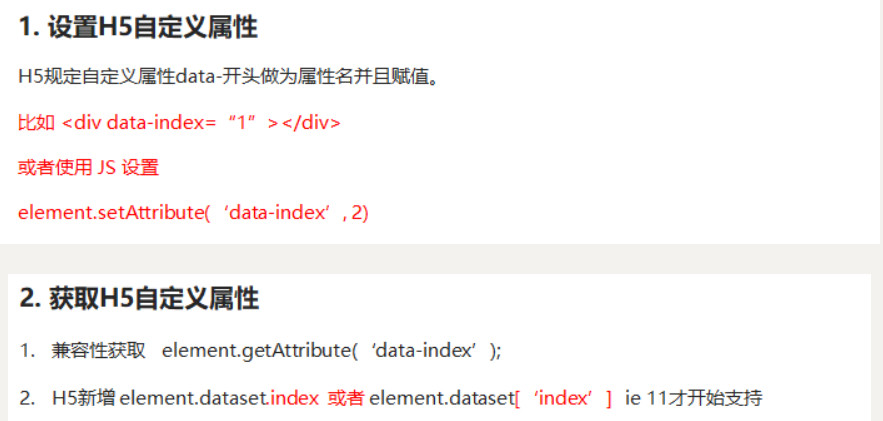 1. 设置H5自定义属性
H5规定自定义属性data-开头做为属性名并且赋值。
比如 <div data-index=“1”></div>
或者使用 JS 设置
element.setAttribute(‘data-index’, 2)
2. 获取H5自定义属性
1. 兼容性获取 element.getAttribute(‘data-index’);
2. H5新增 element.dataset.index 或者 element.dataset[‘index’] ie 11才开始支持